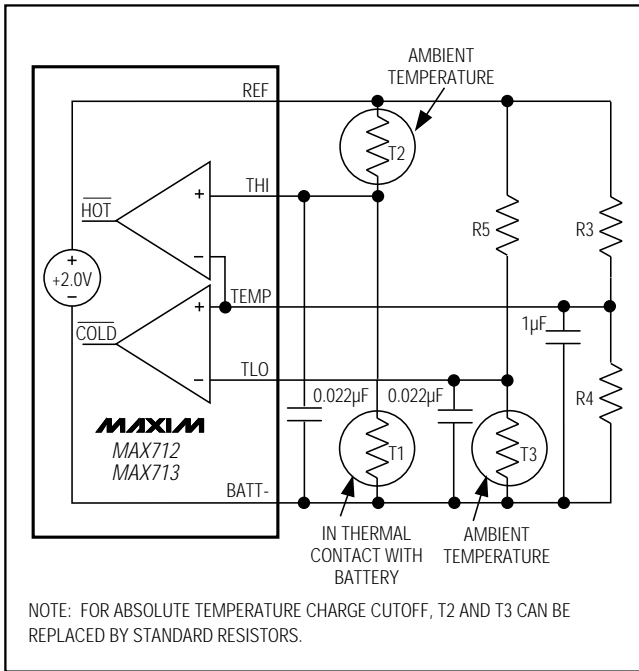 AMBIENT
TEMPERATURE
REF
T2
THI
+
HOT
R5
R3
–
+
+2.0V
–
TEMP
+
COLD
1µF
TLO
–
0.022µF
0.022µF
R4
MAXIM
MAX712
MAX713
T1
T3
BATT-
IN THERMAL
CONTACT WITH
BATTERY
AMBIENT
TEMPERATURE
NOTE: FOR ABSOLUTE TEMPERATURE CHARGE CUTOFF, T2 AND T3 CAN BE
REPLACED BY STANDARD RESISTORS.